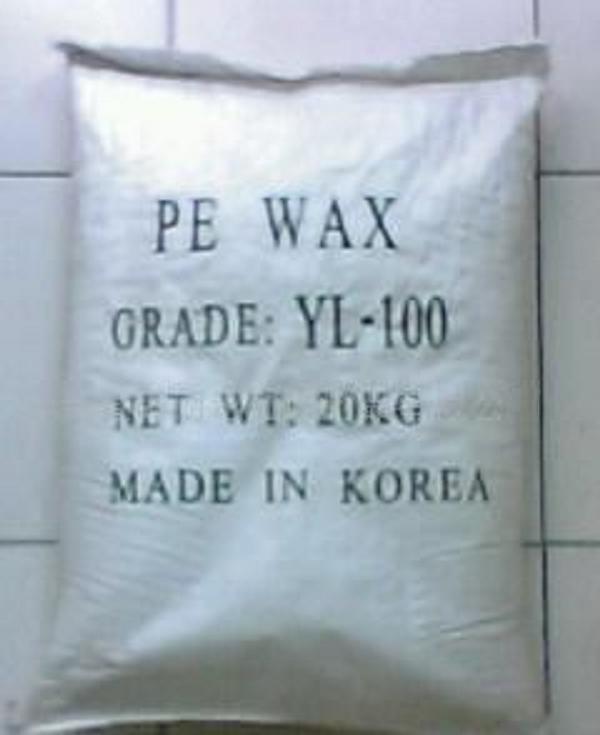 PE WAX
GRADE: YL-100
NET WT: 20KG
MADE IN KOREA